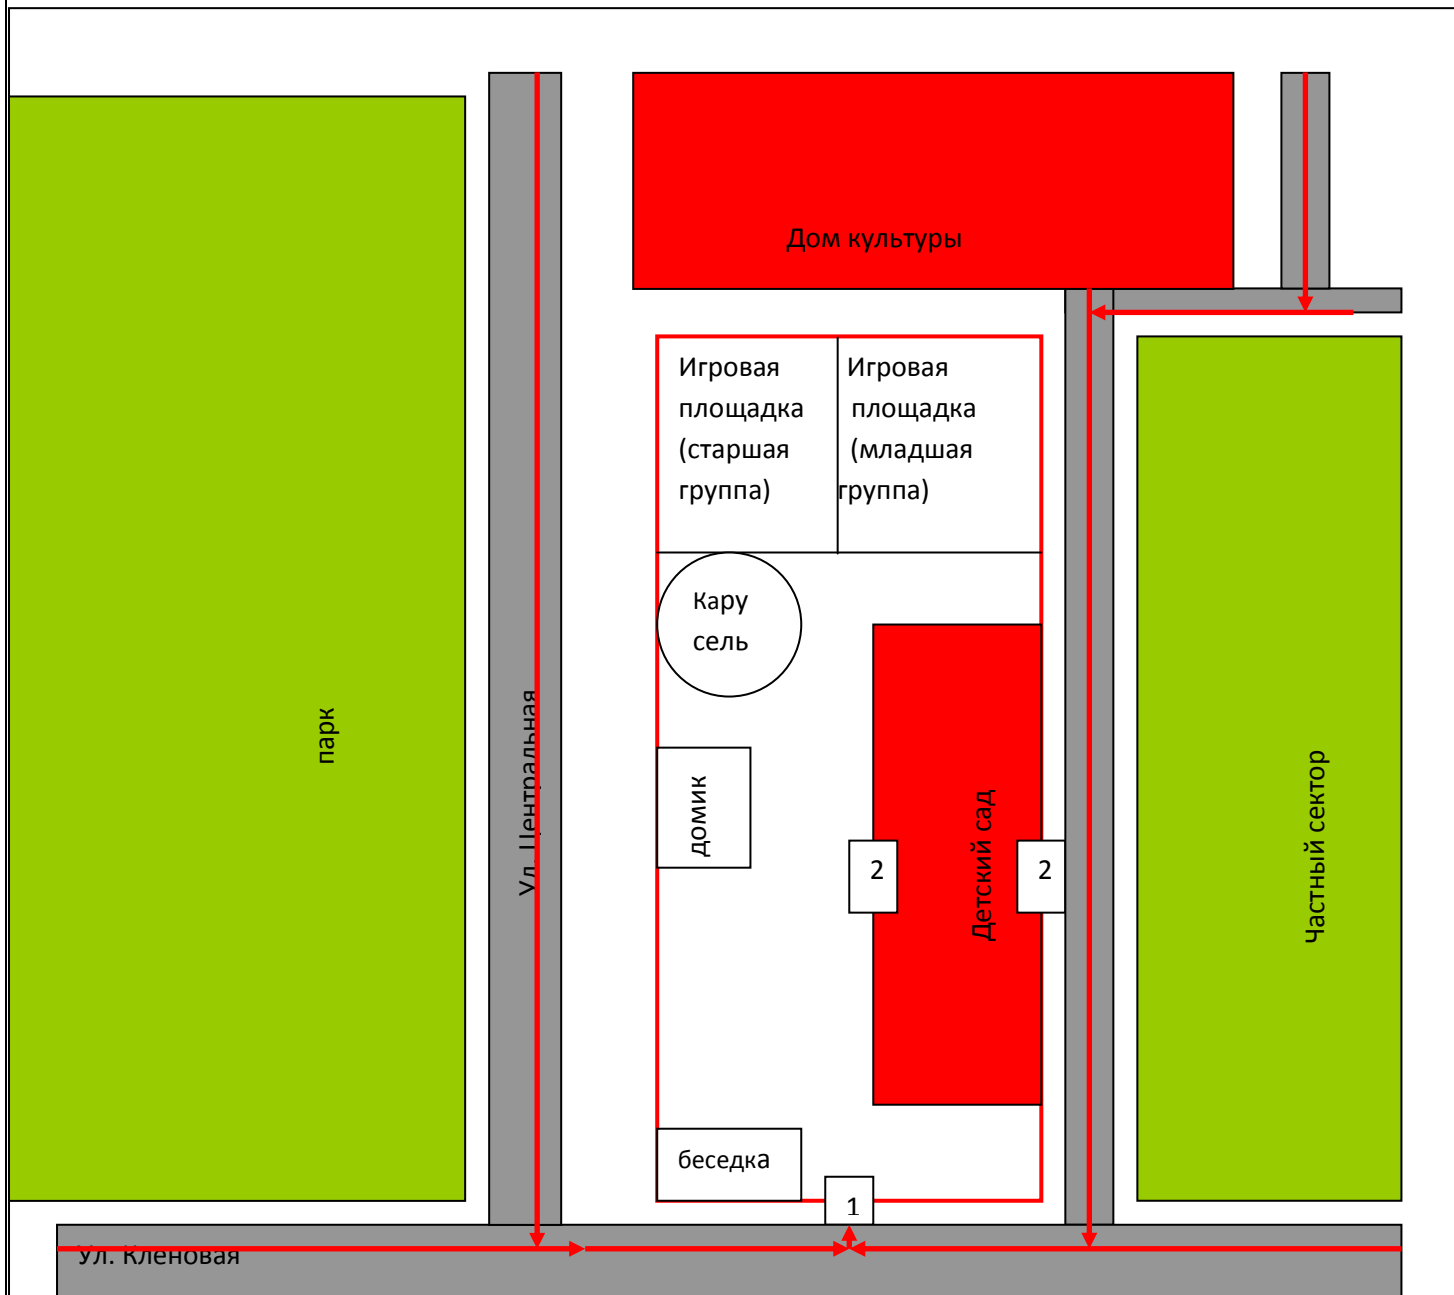 Дом культуры
Игровая
площадка
(старшая
группа)
Игровая
площадка
(младшая
группа)
Кару
сель
парк
Ул. Центральная
домик
Детский сад
2
2
Частный сектор
беседка
1
Ул. Кленовая